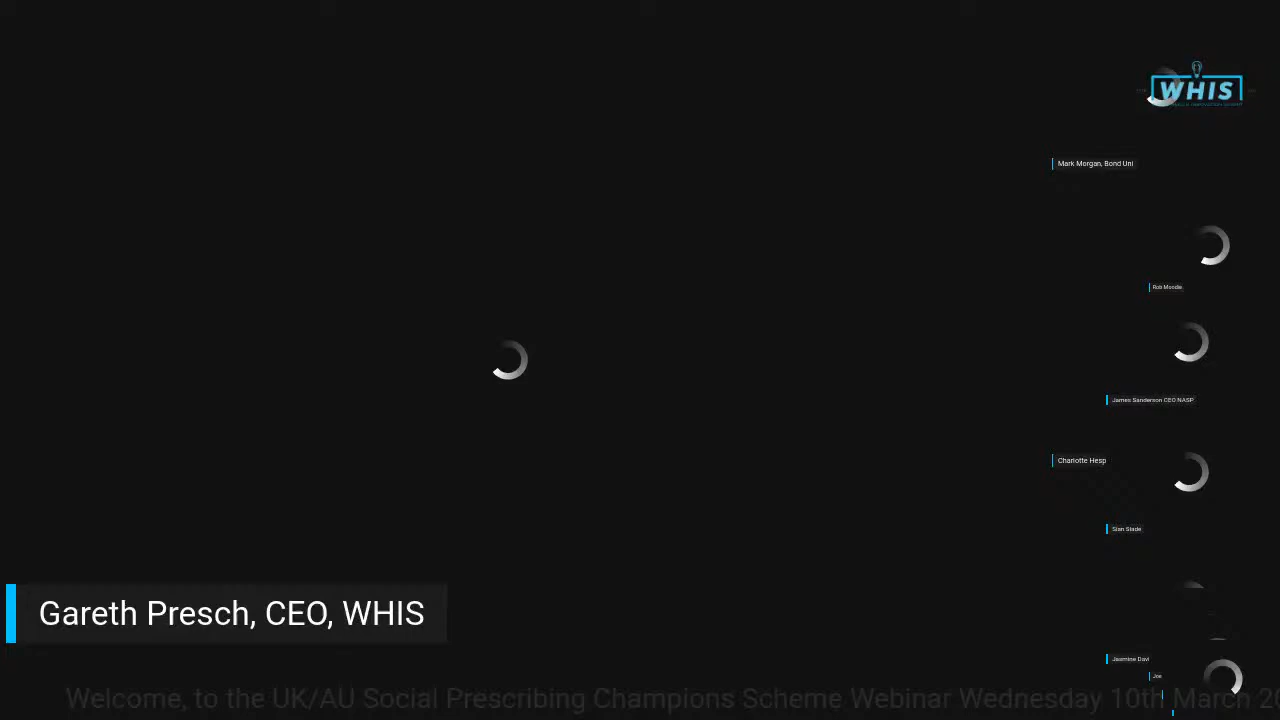 WHIS
Mark Morgan, Bond Uni
Rob Moodie
James Sanderson CEO NASP
Charlotte Hesp
Sian Slade
Gareth Presch, CEO, WHIS
Jasmine Davi
Joe
Welcome, to the UK/AU Social Prescribing Champions Scheme Webinar Wednesday 10th March